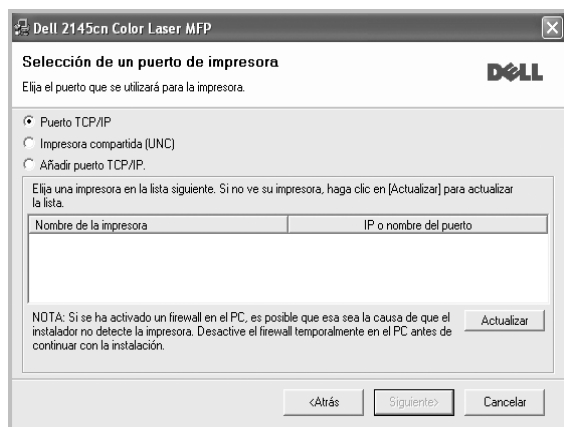 Dell 2145cn Color Laser MFP
Selección de un puerto de impresora
Elija el puerto que se utilizará para la impresora.
DELL
Puerto TCP/IP
Impresora compartida (UNC)
Añadir puerto TCP/IP.
Elija una impresora en la lista siguiente. Si no ve su impresora, haga clic en [Actualizar] para actualizar
la lista.
Nombre de la impresora IP o nombre del puerto
NOTA: Si se ha activado un firewall en el PC, es posible que esa sea la causa de que el
instalador no detecte la impresora. Desactive el firewall temporalmente en el PC antes de
continuar con la instalación.
Actualizar
<Atrás Siguiente> Cancelar